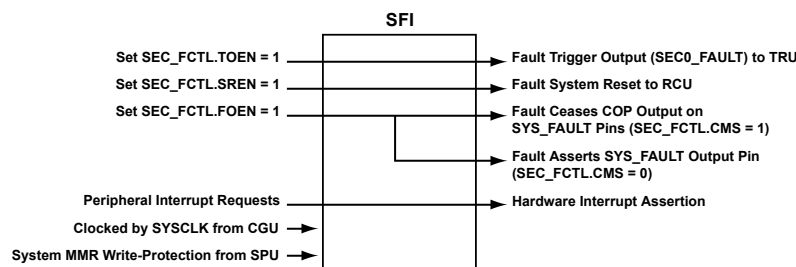 SFI
Set SEC_FCTL.TOEN = 1
Fault Trigger Output (SEC0_FAULT) to TRU
Set SEC_FCTL.SREN = 1
Fault System Reset to RCU
Set SEC_FCTL.FOEN = 1
Fault Ceases COP Output on
SYS_FAULT Pins (SEC_FCTL.CMS = 1)
Fault Asserts SYS_FAULT Output Pin
(SEC_FCTL.CMS = 0)
Peripheral Interrupt Requests
Hardware Interrupt Assertion
Clocked by SYSCLK from CGU
System MMR Write-Protection from SPU